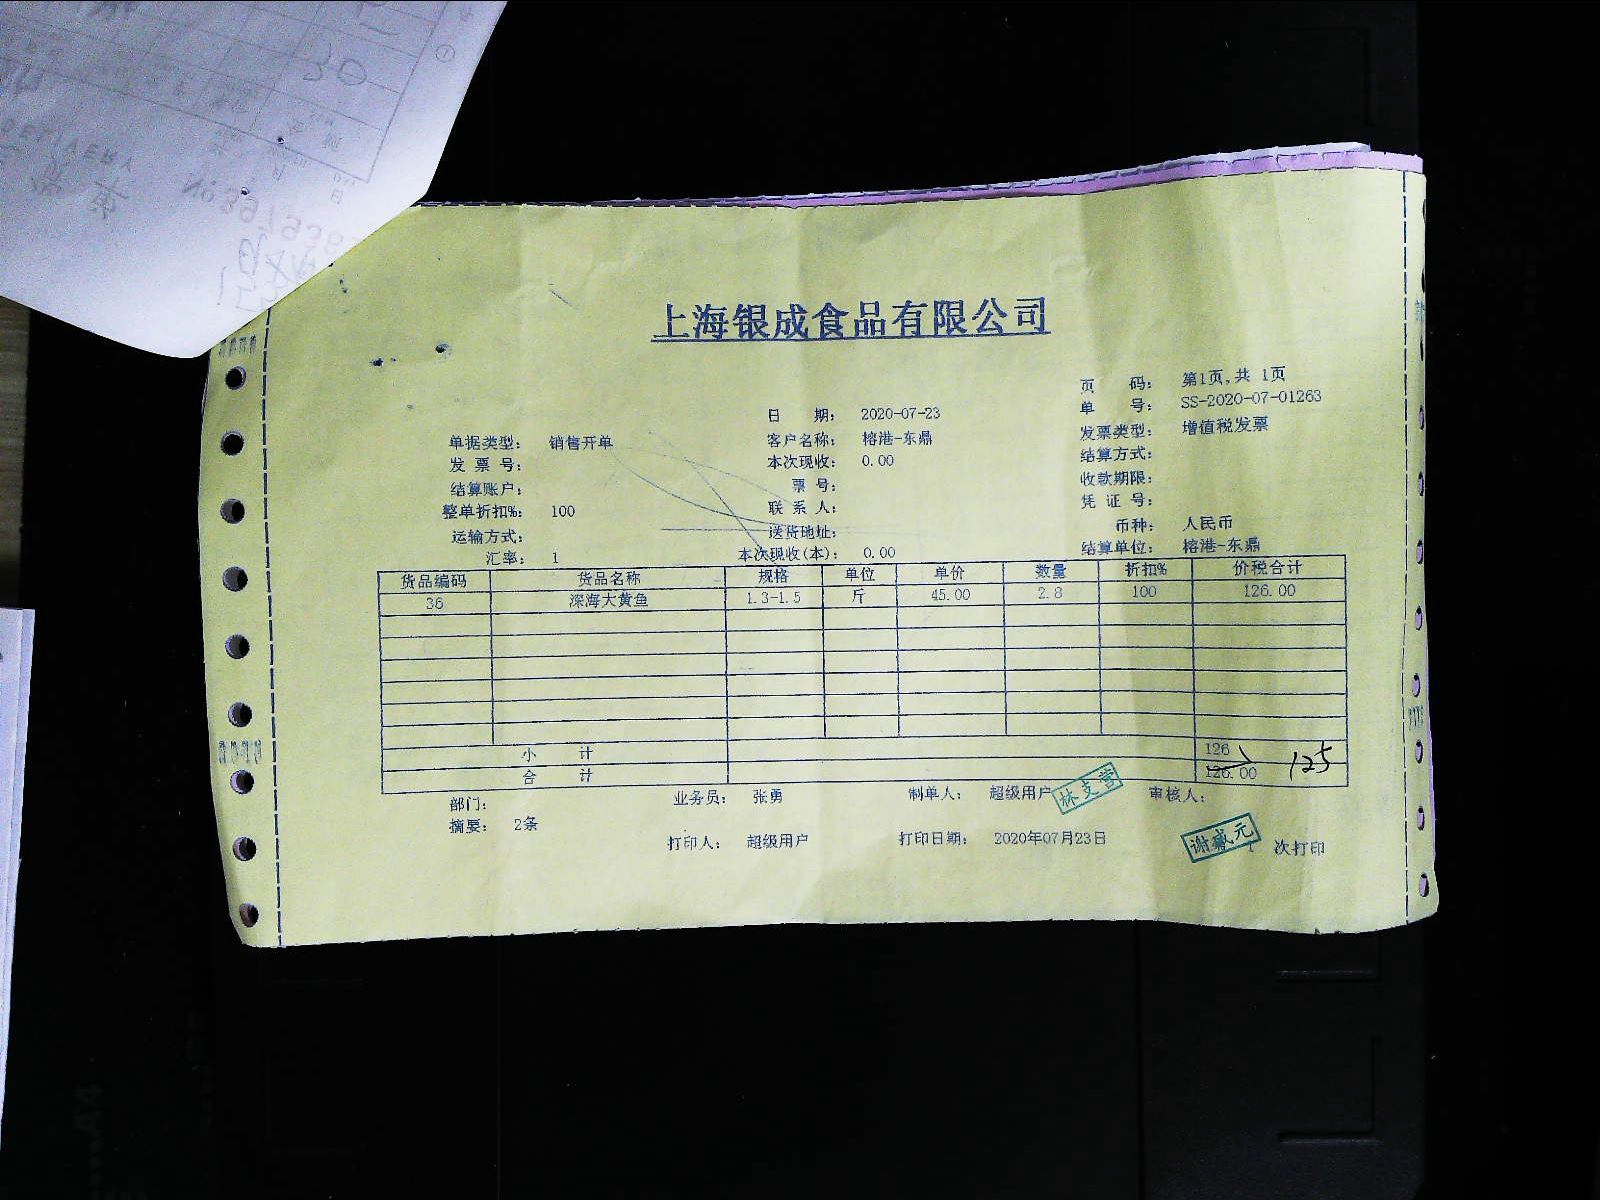 30
DELIVERY
No 897559
上海银成食品有限公司
页 码： 第1页,共 1页
日 期： 2020-07-23 单 号： SS-2020-07-01263
单据类型： 销售开单 客户名称： 榕港-东鼎 发票类型： 增值税发票
发 票 号： 本次现收： 0.00 结算方式：
结算账户： 票 号： 收款期限：
整单折扣%： 100 联 系 人： 凭 证 号：
运输方式： 送货地址： 币种： 人民币
汇率： 1 本次现收(本)： 0.00 结算单位： 榕港-东鼎
货品编码 货品名称 规格 单位 单价 数量 折扣% 价税合计
36 深海大黄鱼 1.3-1.5 斤 45.00 2.8 100 126.00
小 计 126
合 计 126.00 125
部门： 业务员： 张勇 制单人： 超级用户 林支营 审核人：
摘要： 2条
打印人： 超级用户 打印日期： 2020年07月23日 1 次打印